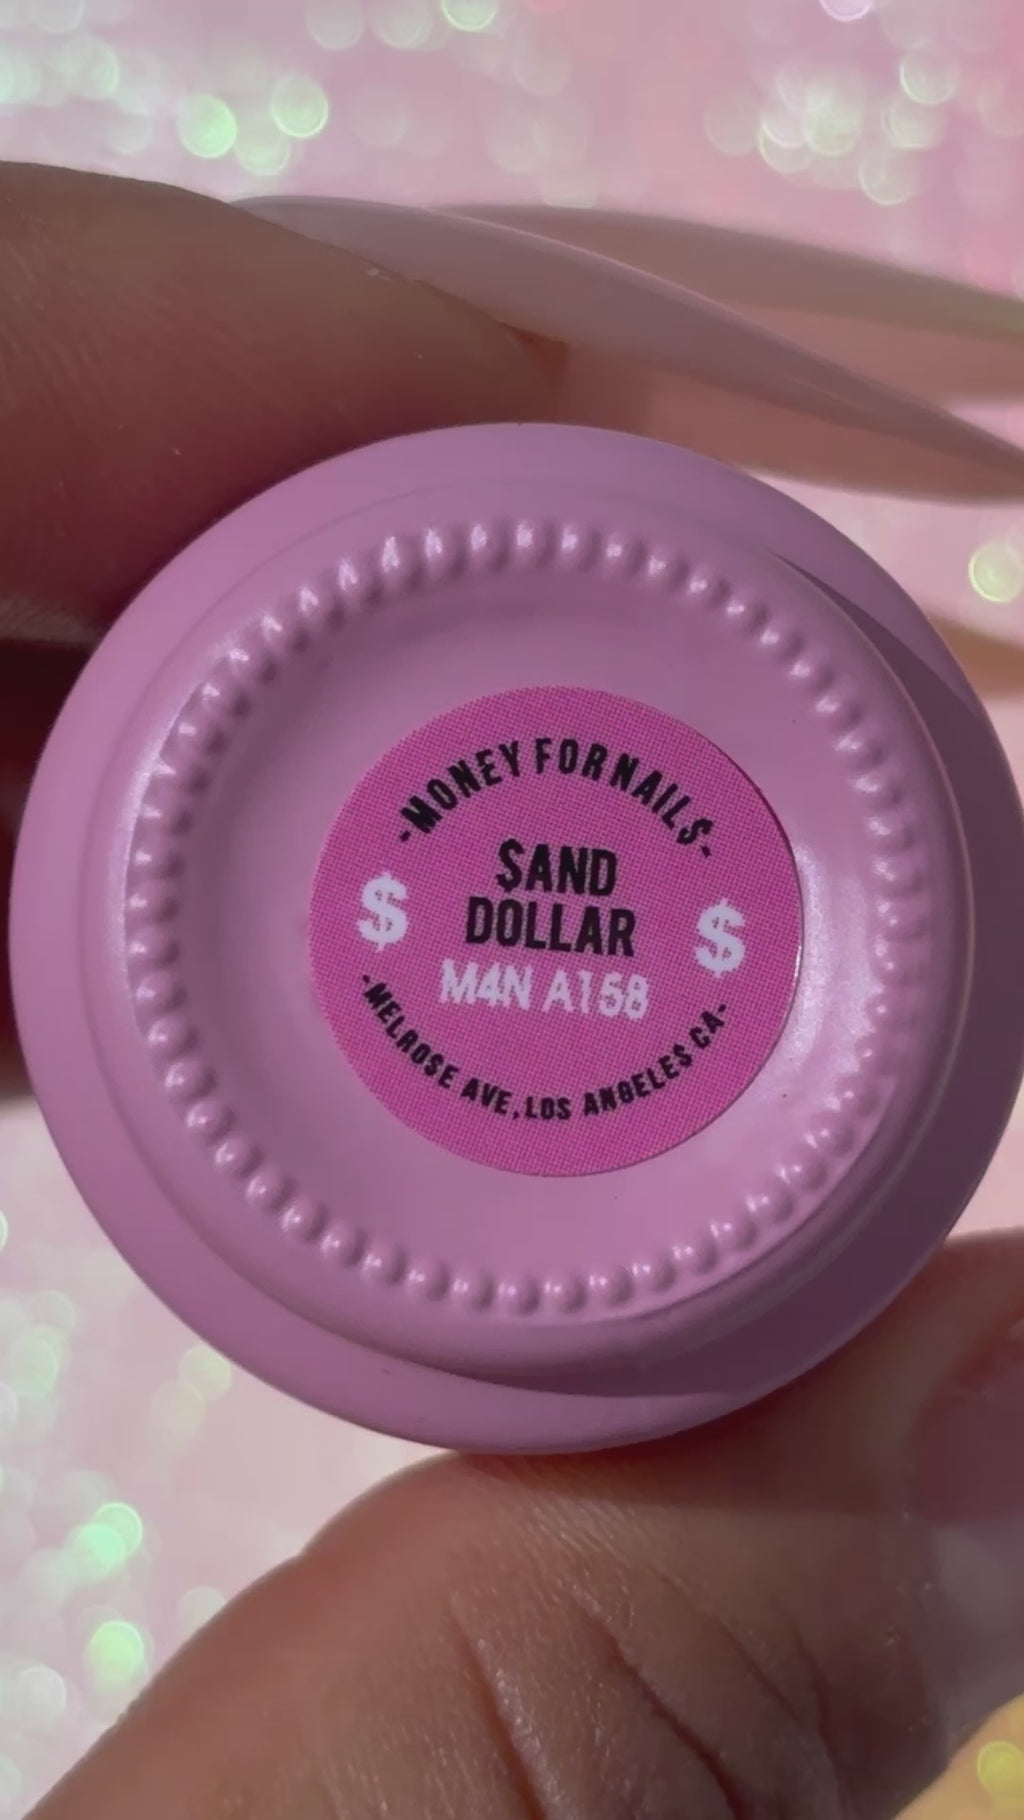 -MONEY FOR NAILS-
$AND
DOLLAR
$ $
M4N A158
-MELROSE AVE, LOS ANGELES CA-